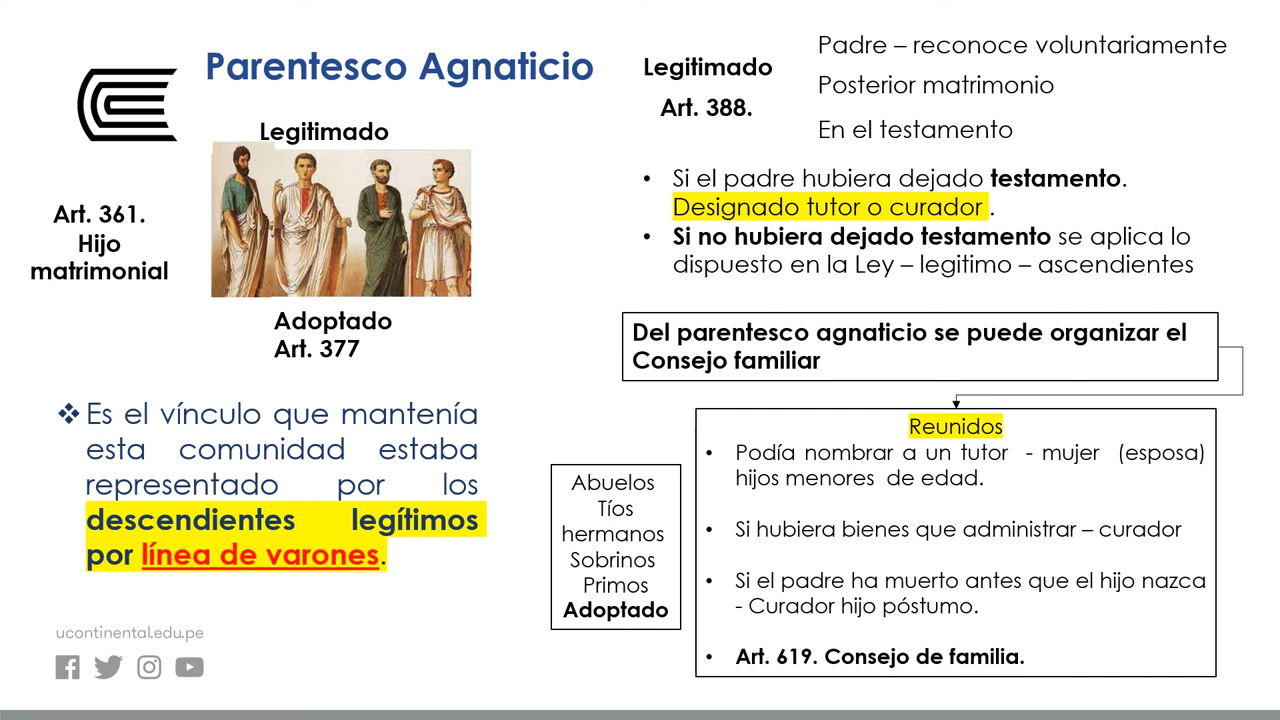 Parentesco Agnaticio
Legitimado
Art. 361.
Hijo
matrimonial
Adoptado
Art. 377
❖ Es el vínculo que mantenía
esta comunidad estaba
representado por los
descendientes legítimos
por línea de varones.
ucontinental.edu.pe
Legitimado
Art. 388.
Padre – reconoce voluntariamente
Posterior matrimonio
En el testamento
• Si el padre hubiera dejado testamento.
Designado tutor o curador .
• Si no hubiera dejado testamento se aplica lo
dispuesto en la Ley – legitimo – ascendientes
Del parentesco agnaticio se puede organizar el
Consejo familiar
Abuelos
Tíos
hermanos
Sobrinos
Primos
Adoptado
Reunidos
• Podía nombrar a un tutor - mujer (esposa)
hijos menores de edad.
• Si hubiera bienes que administrar – curador
• Si el padre ha muerto antes que el hijo nazca
- Curador hijo póstumo.
• Art. 619. Consejo de familia.